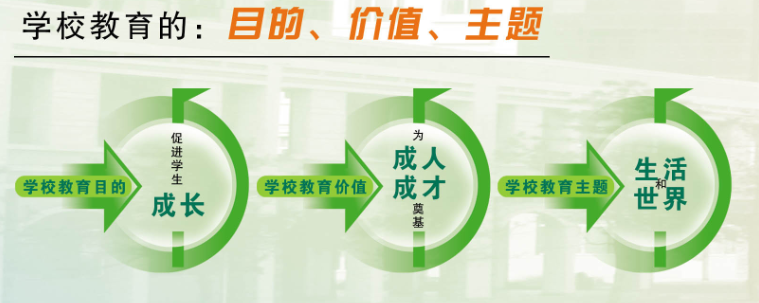 学校教育的：目的、价值、主题
学校教育目的
促进学生
成长
学校教育价值
为
成人
成才
奠基
学校教育主题
生活
和
世界